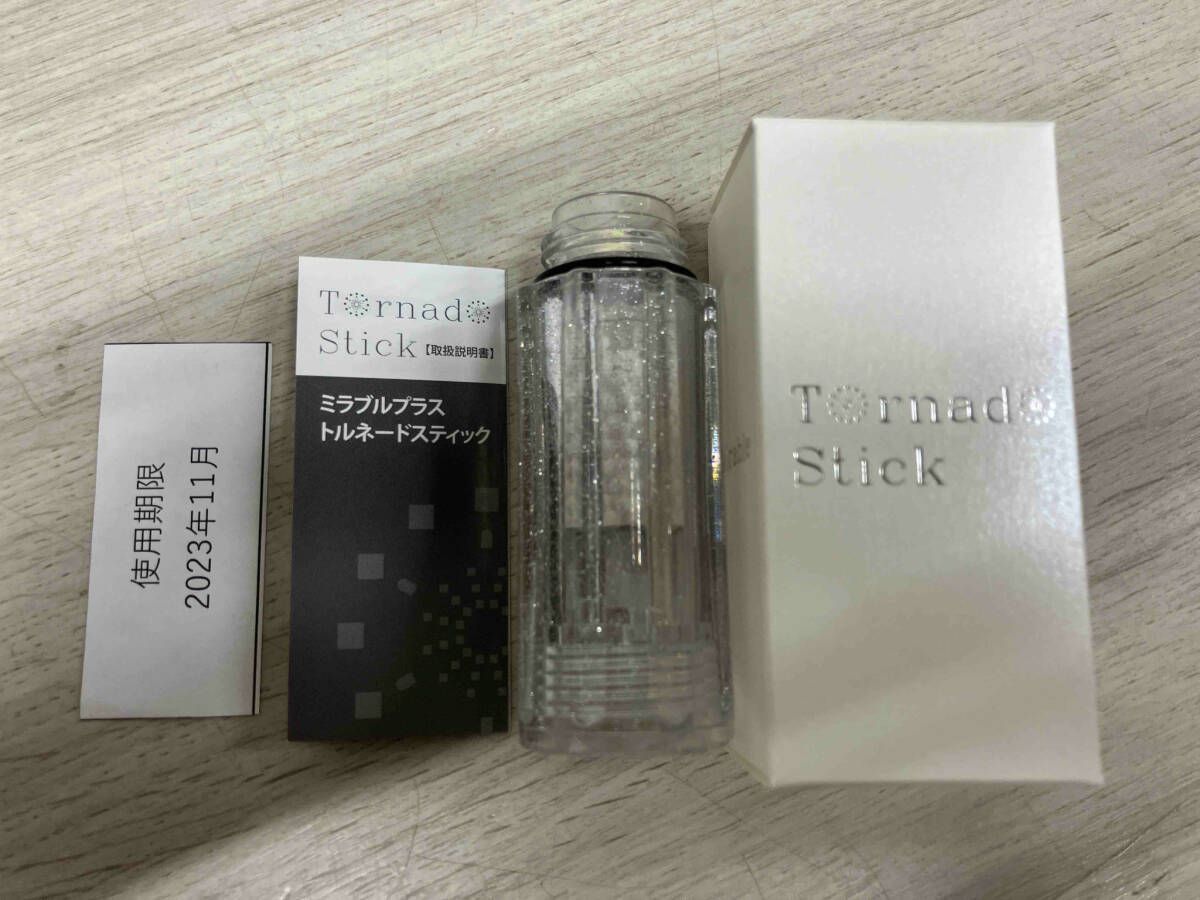 使用期限
2023年11月
Tornado
Stick【取扱説明書】
ミラブルプラス
トルネードスティック
Tornado
Stick